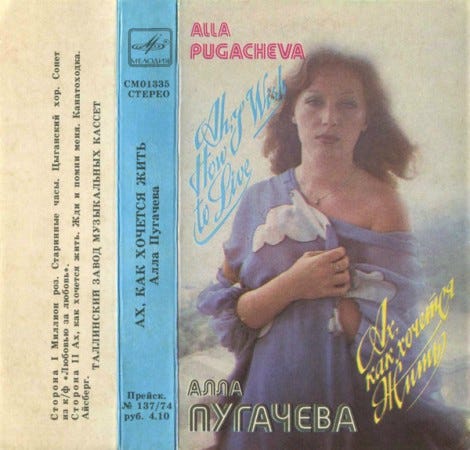 Сторона I Миллион роз. Старинные часы. Цыганский хор. Сонет
из к/ф «Любовью за любовь».
Сторона II Ах, как хочется жить. Жди и помни меня. Канатоходка.
Айсберг.
ТАЛЛИНСКИЙ ЗАВОД МУЗЫКАЛЬНЫХ КАССЕТ
МЕЛОДИЯ
СМ01335
СТЕРЕО
АХ, КАК ХОЧЕТСЯ ЖИТЬ
Алла Пугачева
Прейск.
№ 137/74
руб. 4.10
ALLA
PUGACHEVA
Wish
How
to Live
Ах,
как хочется
Жить
АЛЛА
ПУГАЧЕВА